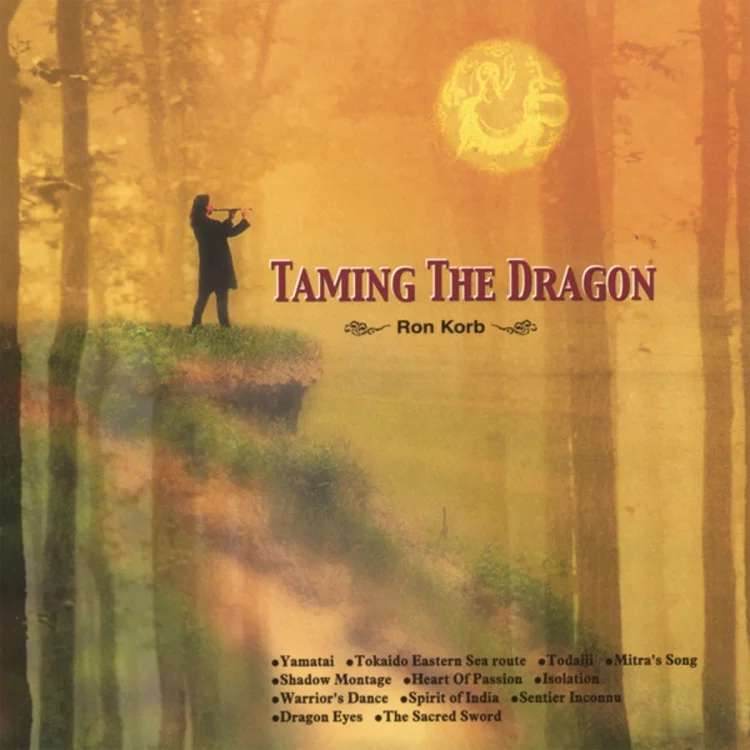 TAMING THE DRAGON
Ron Korb
•Yamatai •Tokaido Eastern Sea route •Todaiji •Mitra's Song
•Shadow Montage •Heart Of Passion •Isolation
•Warrior's Dance •Spirit of India •Sentier Inconnu
•Dragon Eyes •The Sacred Sword